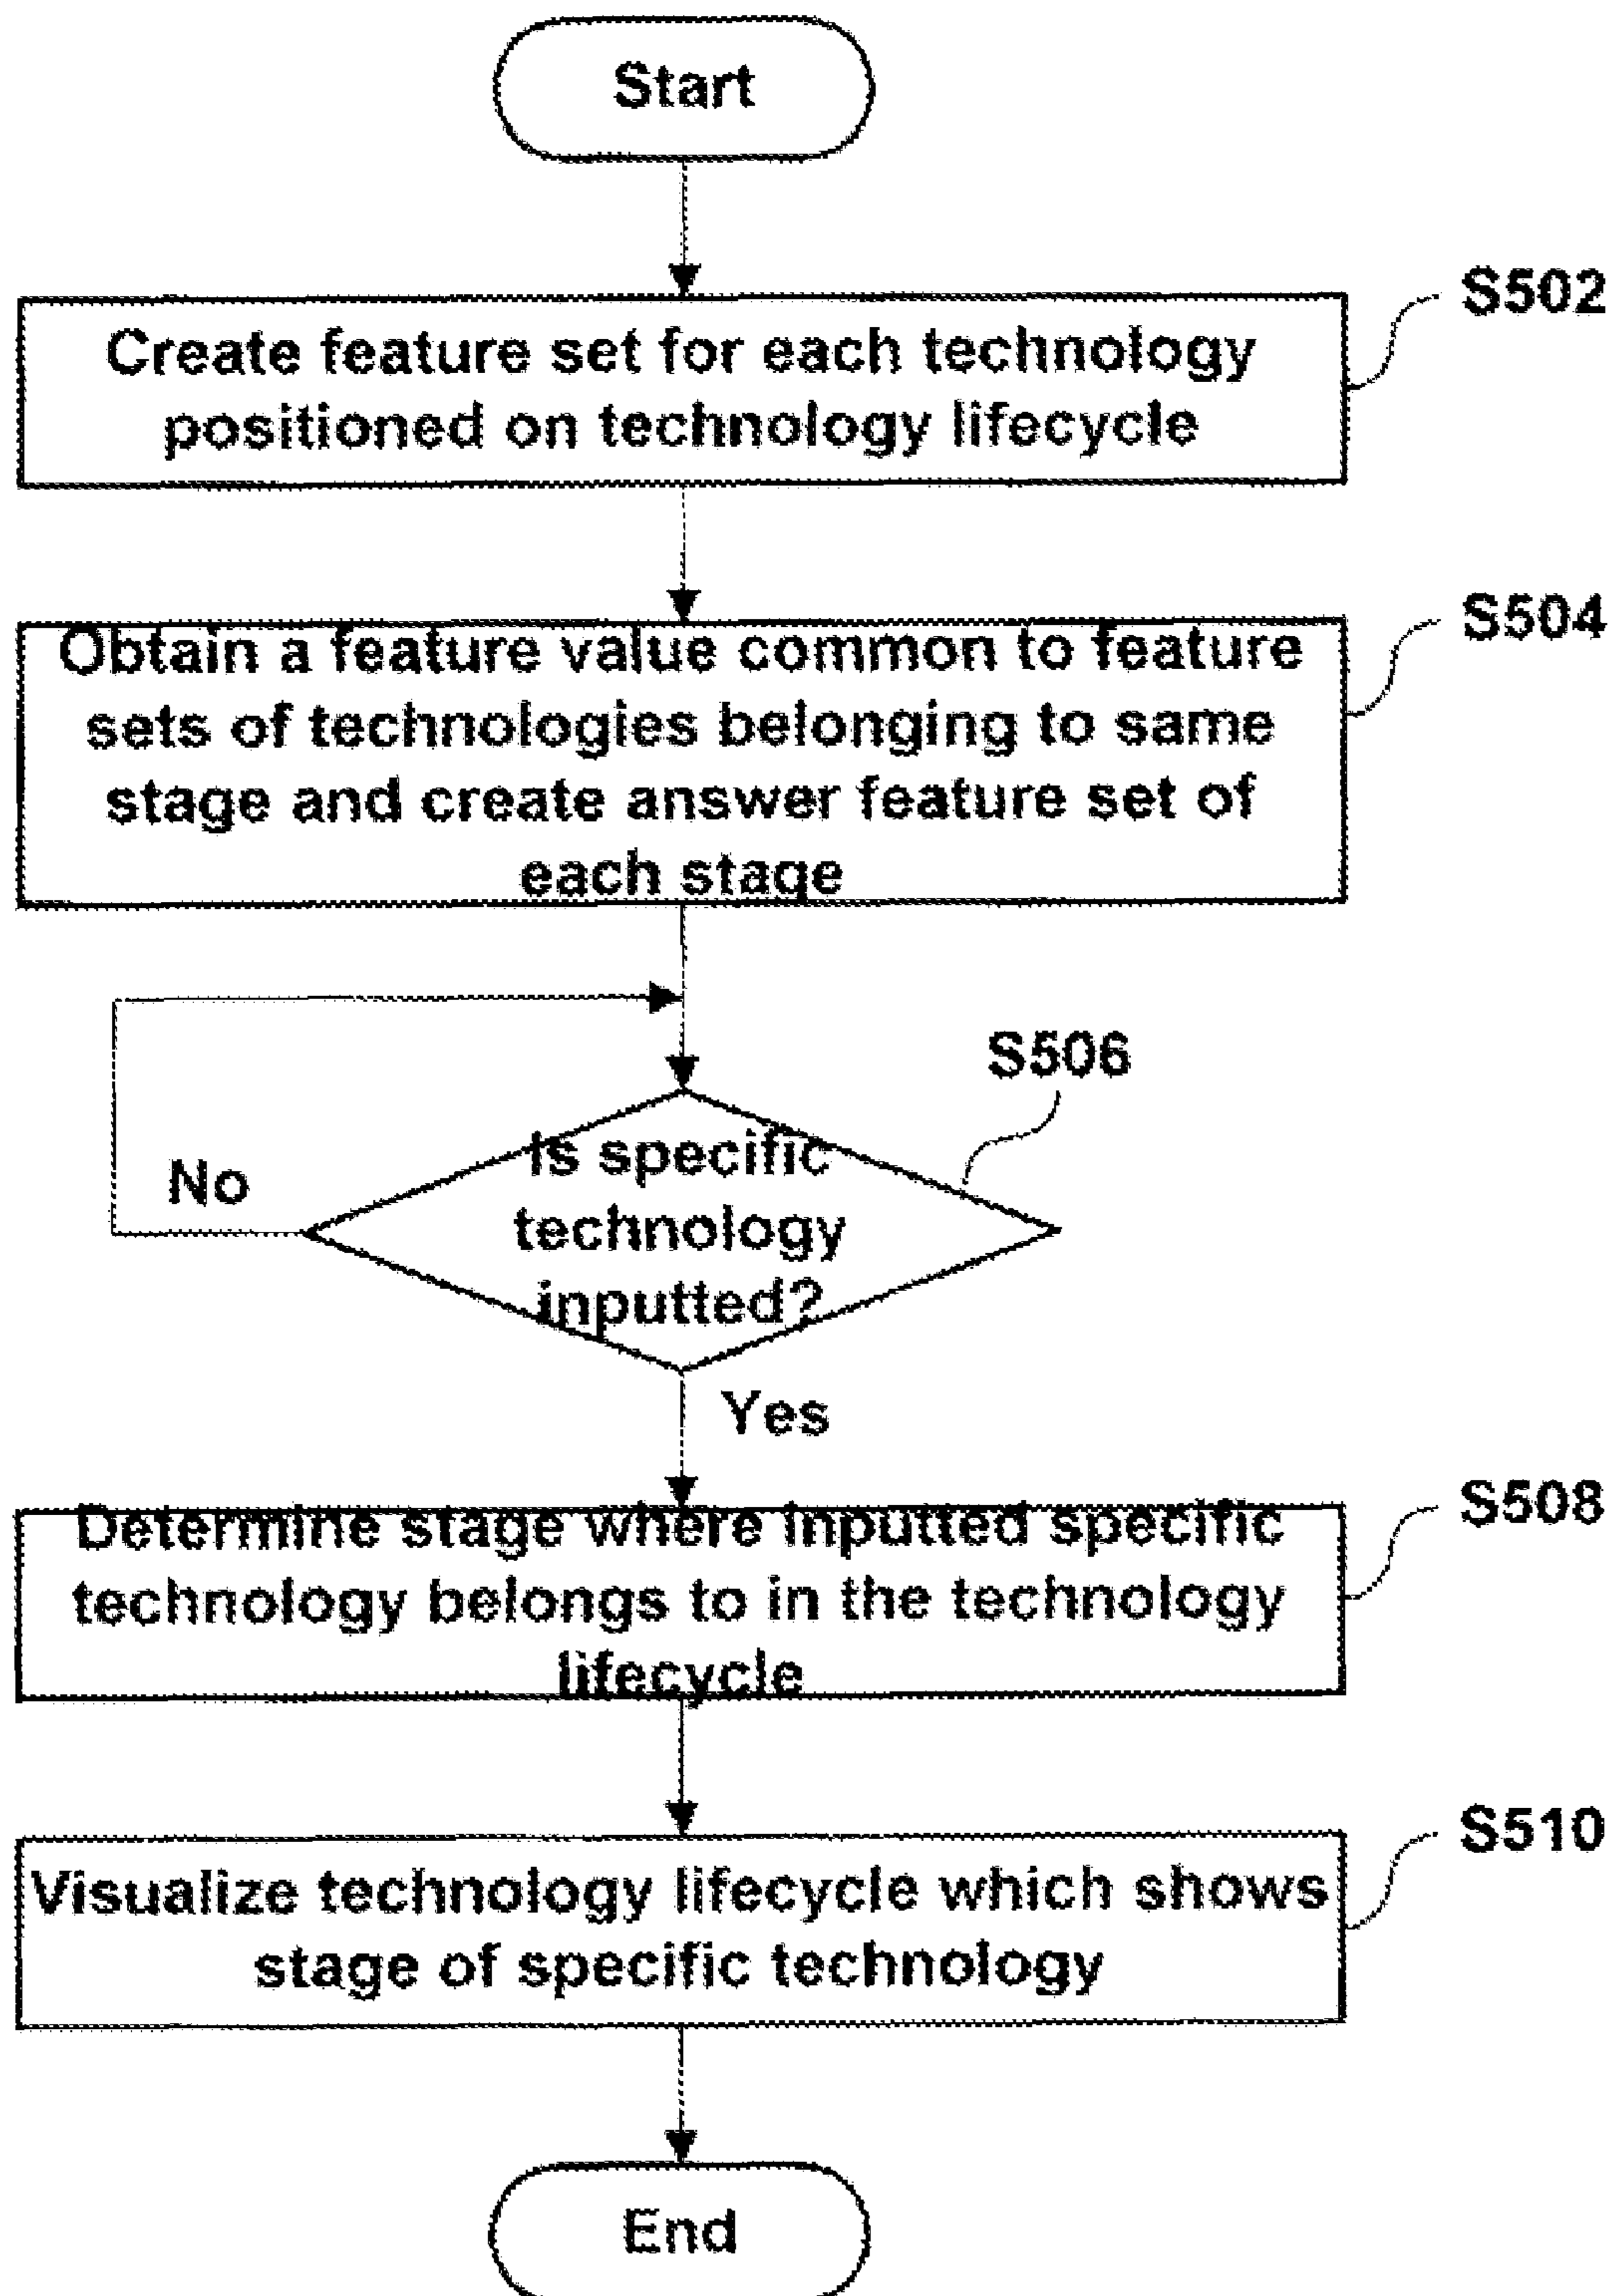 Start
S502
Create feature set for each technology
positioned on technology lifecycle
S504
Obtain a feature value common to feature
sets of technologies belonging to same
stage and create answer feature set of
each stage
S506
Is specific
technology
inputted?
No
Yes
S508
Determine stage where inputted specific
technology belongs to in the technology
lifecycle
S510
Visualize technology lifecycle which shows
stage of specific technology
End